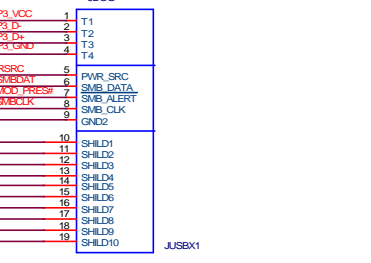 P3_VCC 1 T1
P3_D- 2 T2
P3_D+ 3 T3
P3_GND 4 T4
RSRC 5 PWR_SRC
SMBDAT 6 SMB_DATA
MOD_PRES# 7 SMB_ALERT
SMBCLK 8 SMB_CLK
9 GND2
10 SHILD1
11 SHILD2
12 SHILD3
13 SHILD4
14 SHILD5
15 SHILD6
16 SHILD7
17 SHILD8
18 SHILD9
19 SHILD10
JUSBX1